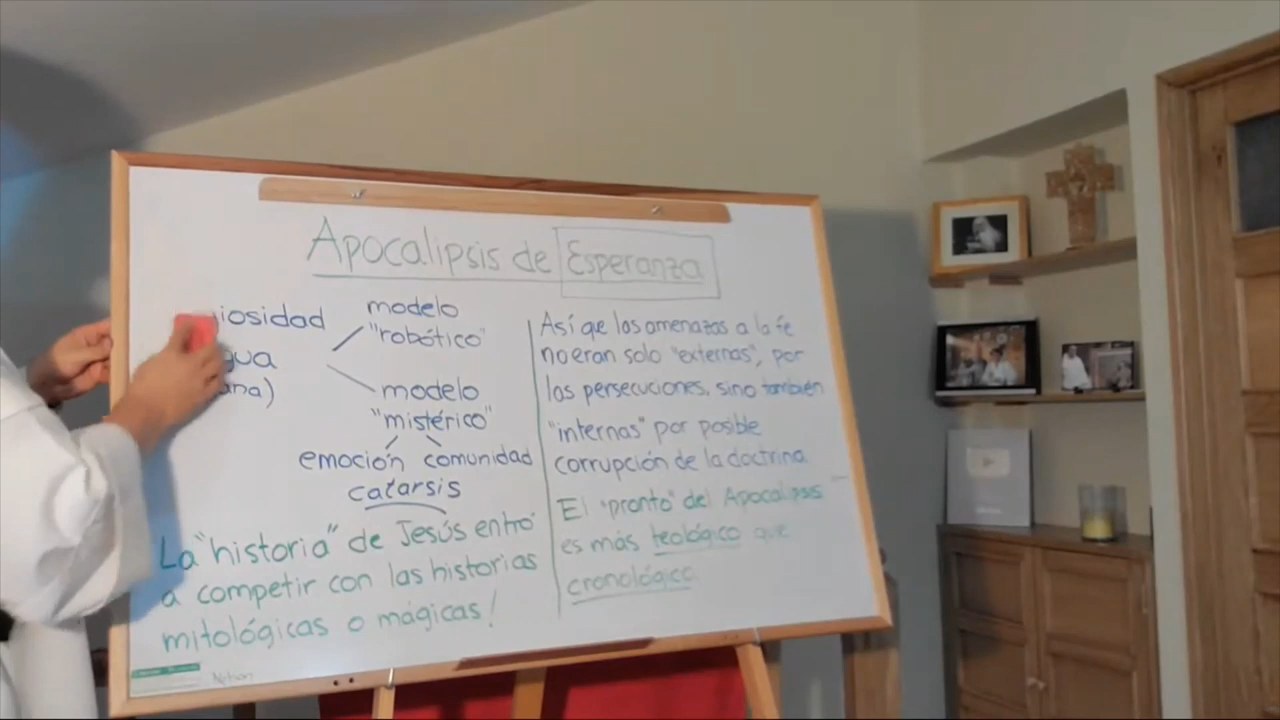 Apocalipsis de Esperanza
iosidad
gua
ana)
modelo
"robótico"
modelo
"mistérico"
emoción comunidad
catarsis
La "historia" de Jesús entró
a competir con las historias
mitológicas o mágicas!
Así que las amenazas a la fe
no eran solo "externas", por
las persecuciones, sino también
"internas" por posible
corrupción de la doctrina.
El "pronto" del Apocalipsis
es más teológico que
cronológico